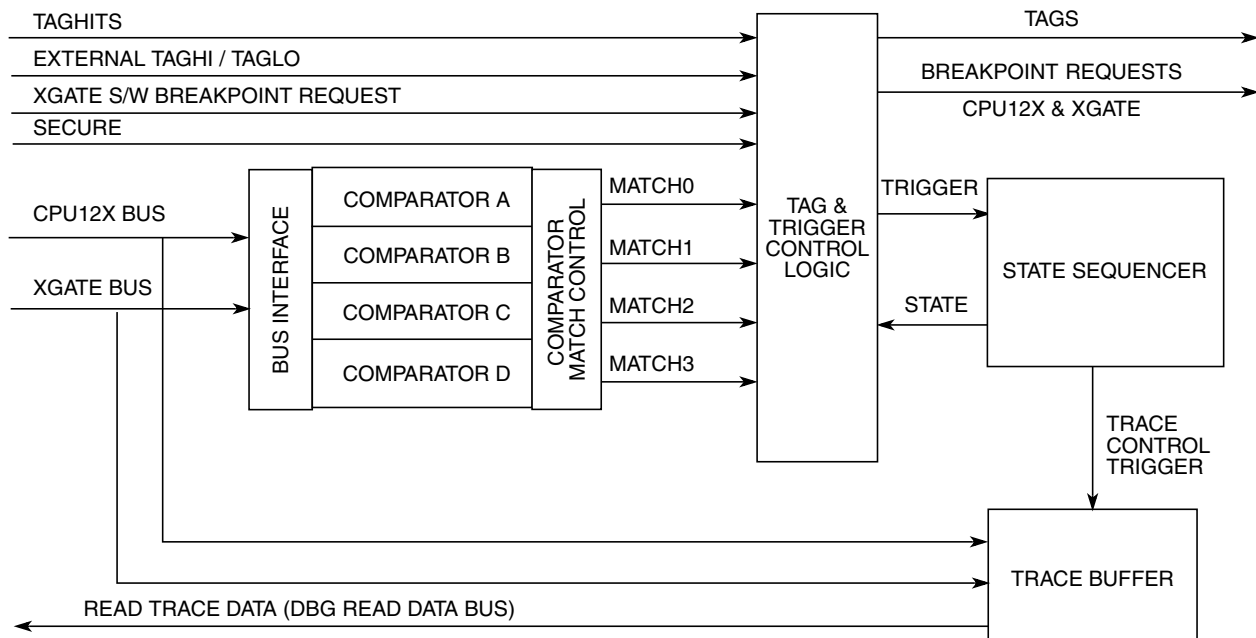 TAGHITS
EXTERNAL TAGHI / TAGLO
XGATE S/W BREAKPOINT REQUEST
SECURE
TAGS
BREAKPOINT REQUESTS
CPU12X & XGATE
CPU12X BUS
XGATE BUS
BUS INTERFACE
COMPARATOR A
COMPARATOR B
COMPARATOR C
COMPARATOR D
COMPARATOR
MATCH CONTROL
MATCH0
MATCH1
MATCH2
MATCH3
TAG &
TRIGGER
CONTROL
LOGIC
TRIGGER
STATE
STATE SEQUENCER
TRACE
CONTROL
TRIGGER
TRACE BUFFER
READ TRACE DATA (DBG READ DATA BUS)